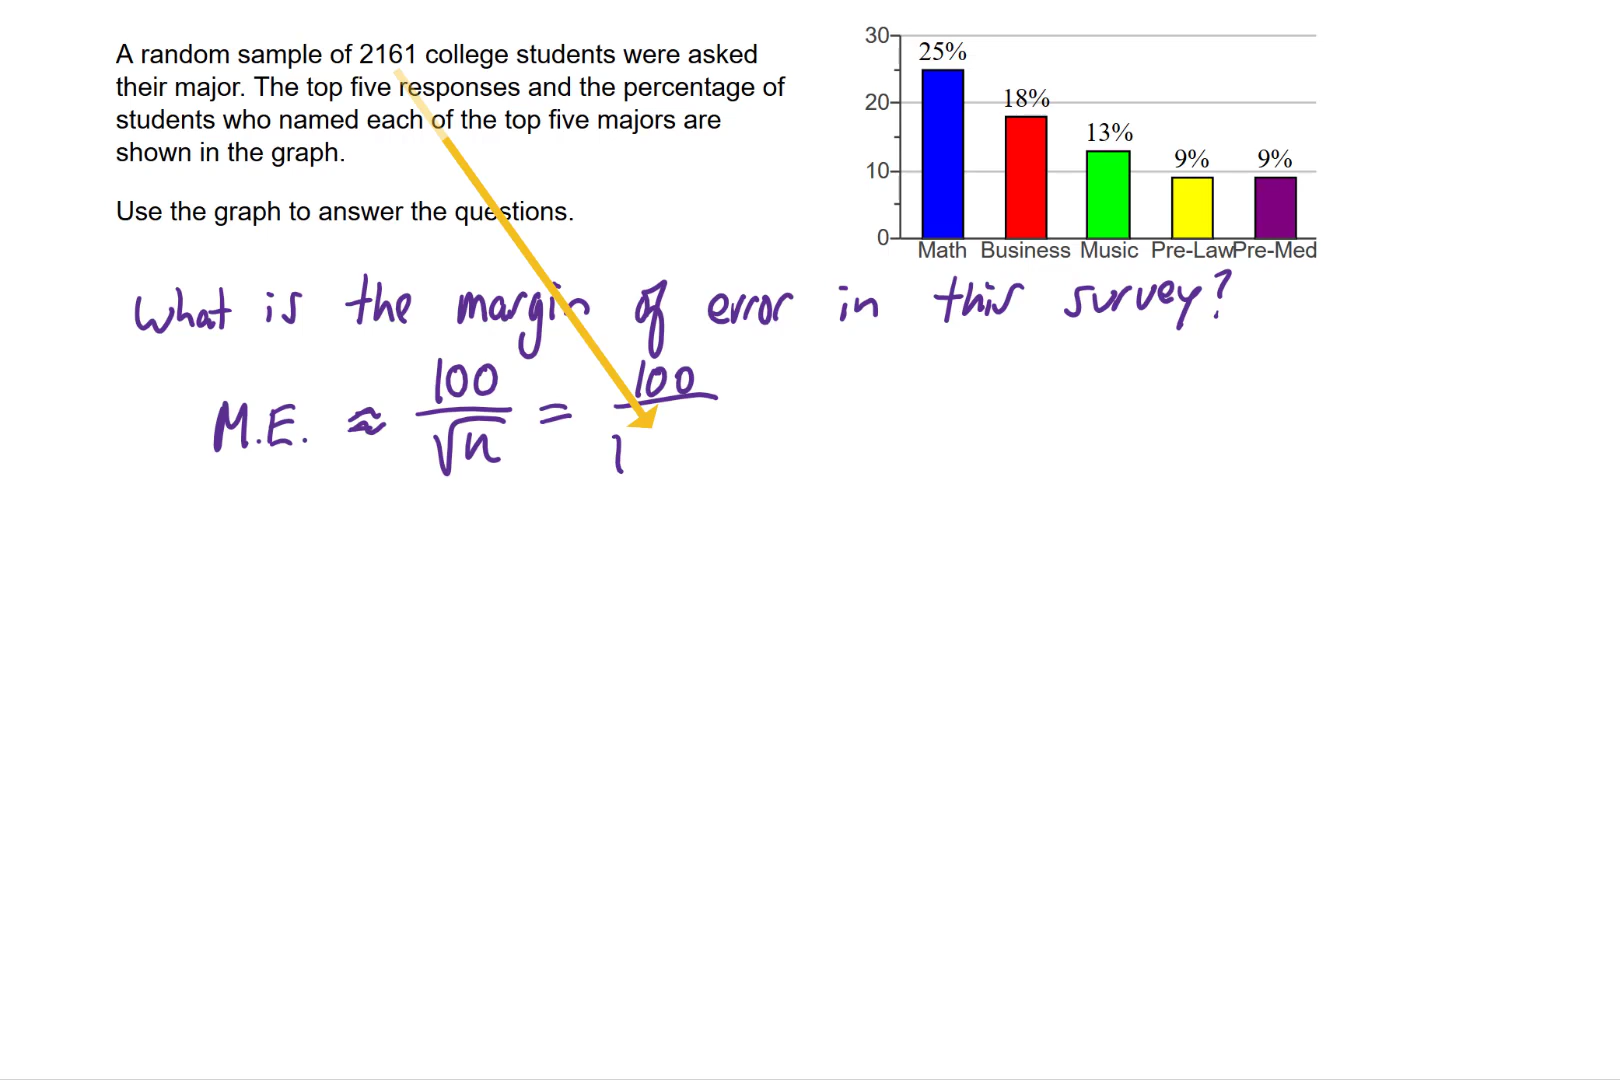 A random sample of 2161 college students were asked
their major. The top five responses and the percentage of
students who named each of the top five majors are
shown in the graph.
Use the graph to answer the questions.
30
20
10
0
25%
18%
13%
9%
9%
Math Business Music Pre-Law Pre-Med
What is the margin of error in this survey?
M.E. ≈ 100/√n = 100/